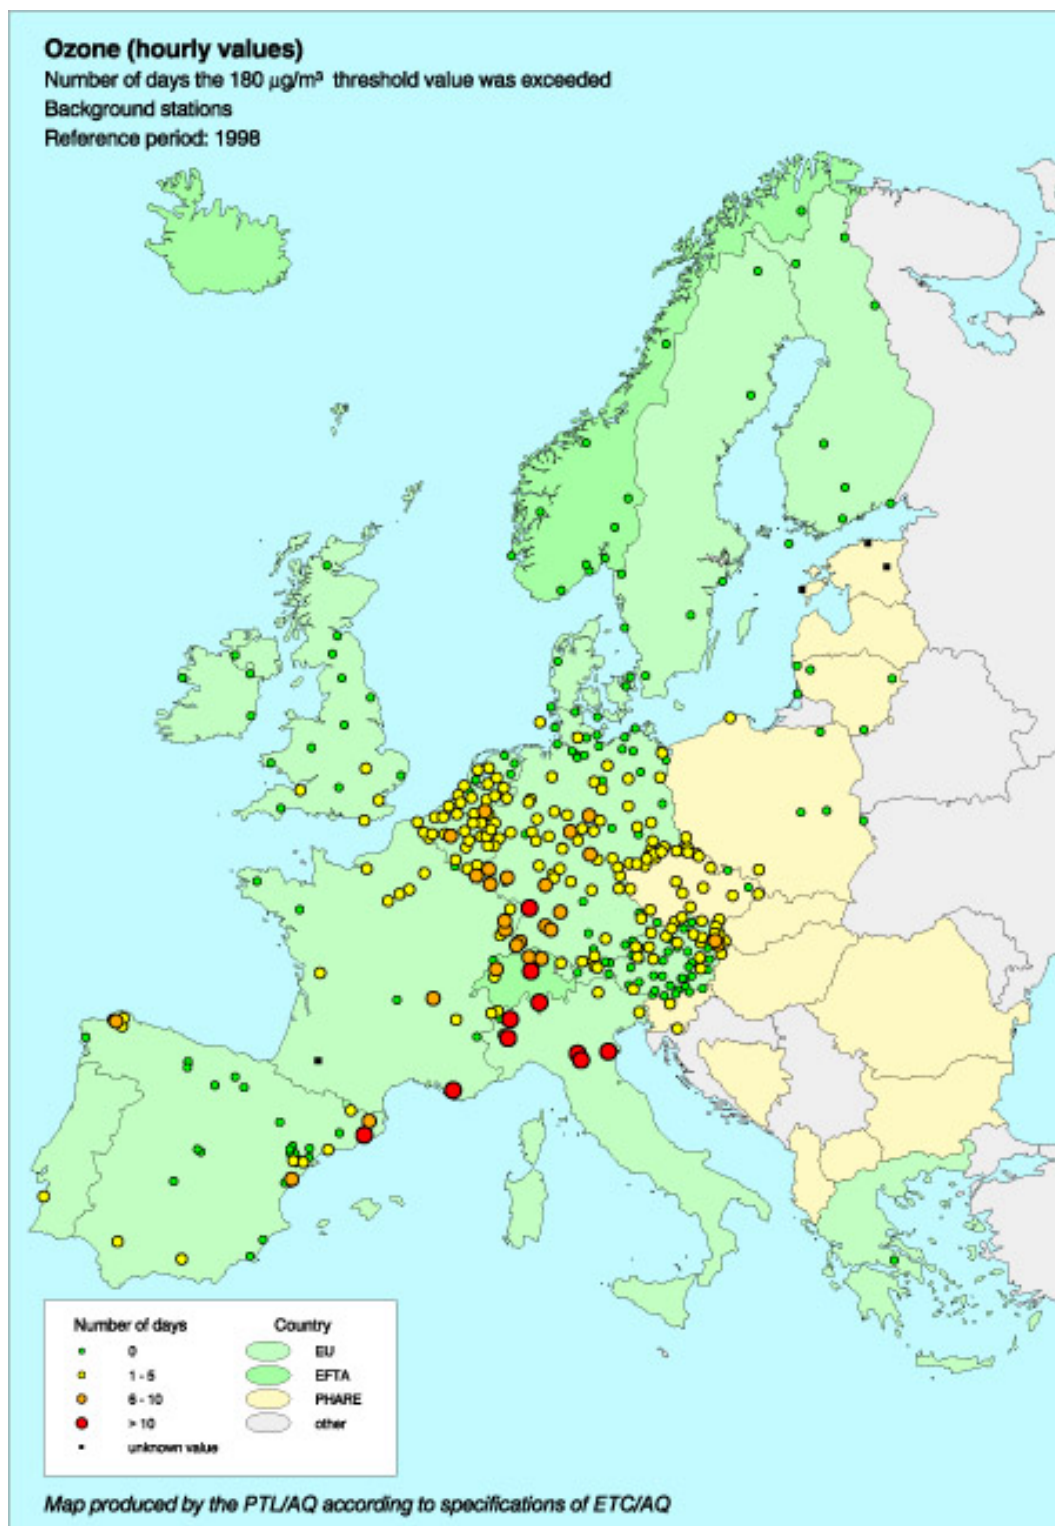 Ozone (hourly values)
Number of days the 180 µg/m³ threshold value was exceeded
Background stations
Reference period: 1998
Number of days
Country
0
EU
1 - 5
EFTA
6 - 10
PHARE
> 10
other
unknown value
Map produced by the PTL/AQ according to specifications of ETC/AQ